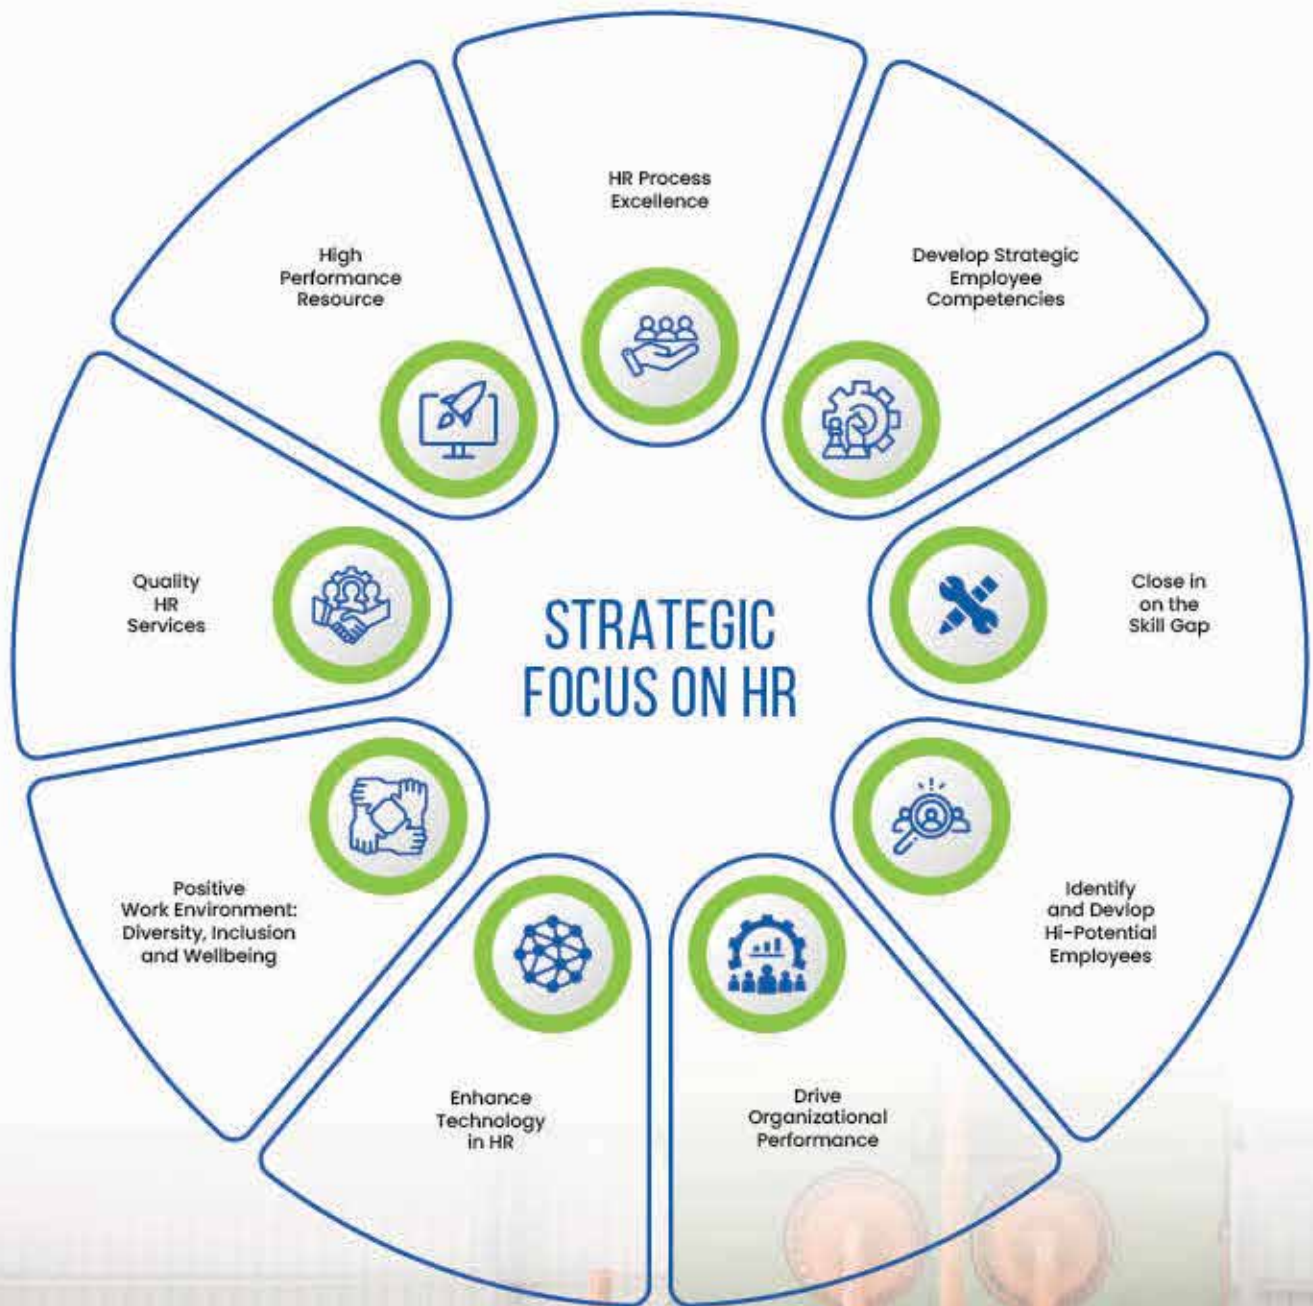 HR Process
Excellence
Develop Strategic
Employee
Competencies
Close in
on the
Skill Gap
Identify
and Devlop
Hi-Potential
Employees
Drive
Organizational
Performance
Enhance
Technology
in HR
Positive
Work Environment:
Diversity, Inclusion
and Wellbeing
Quality
HR
Services
High
Performance
Resource
STRATEGIC
FOCUS ON HR